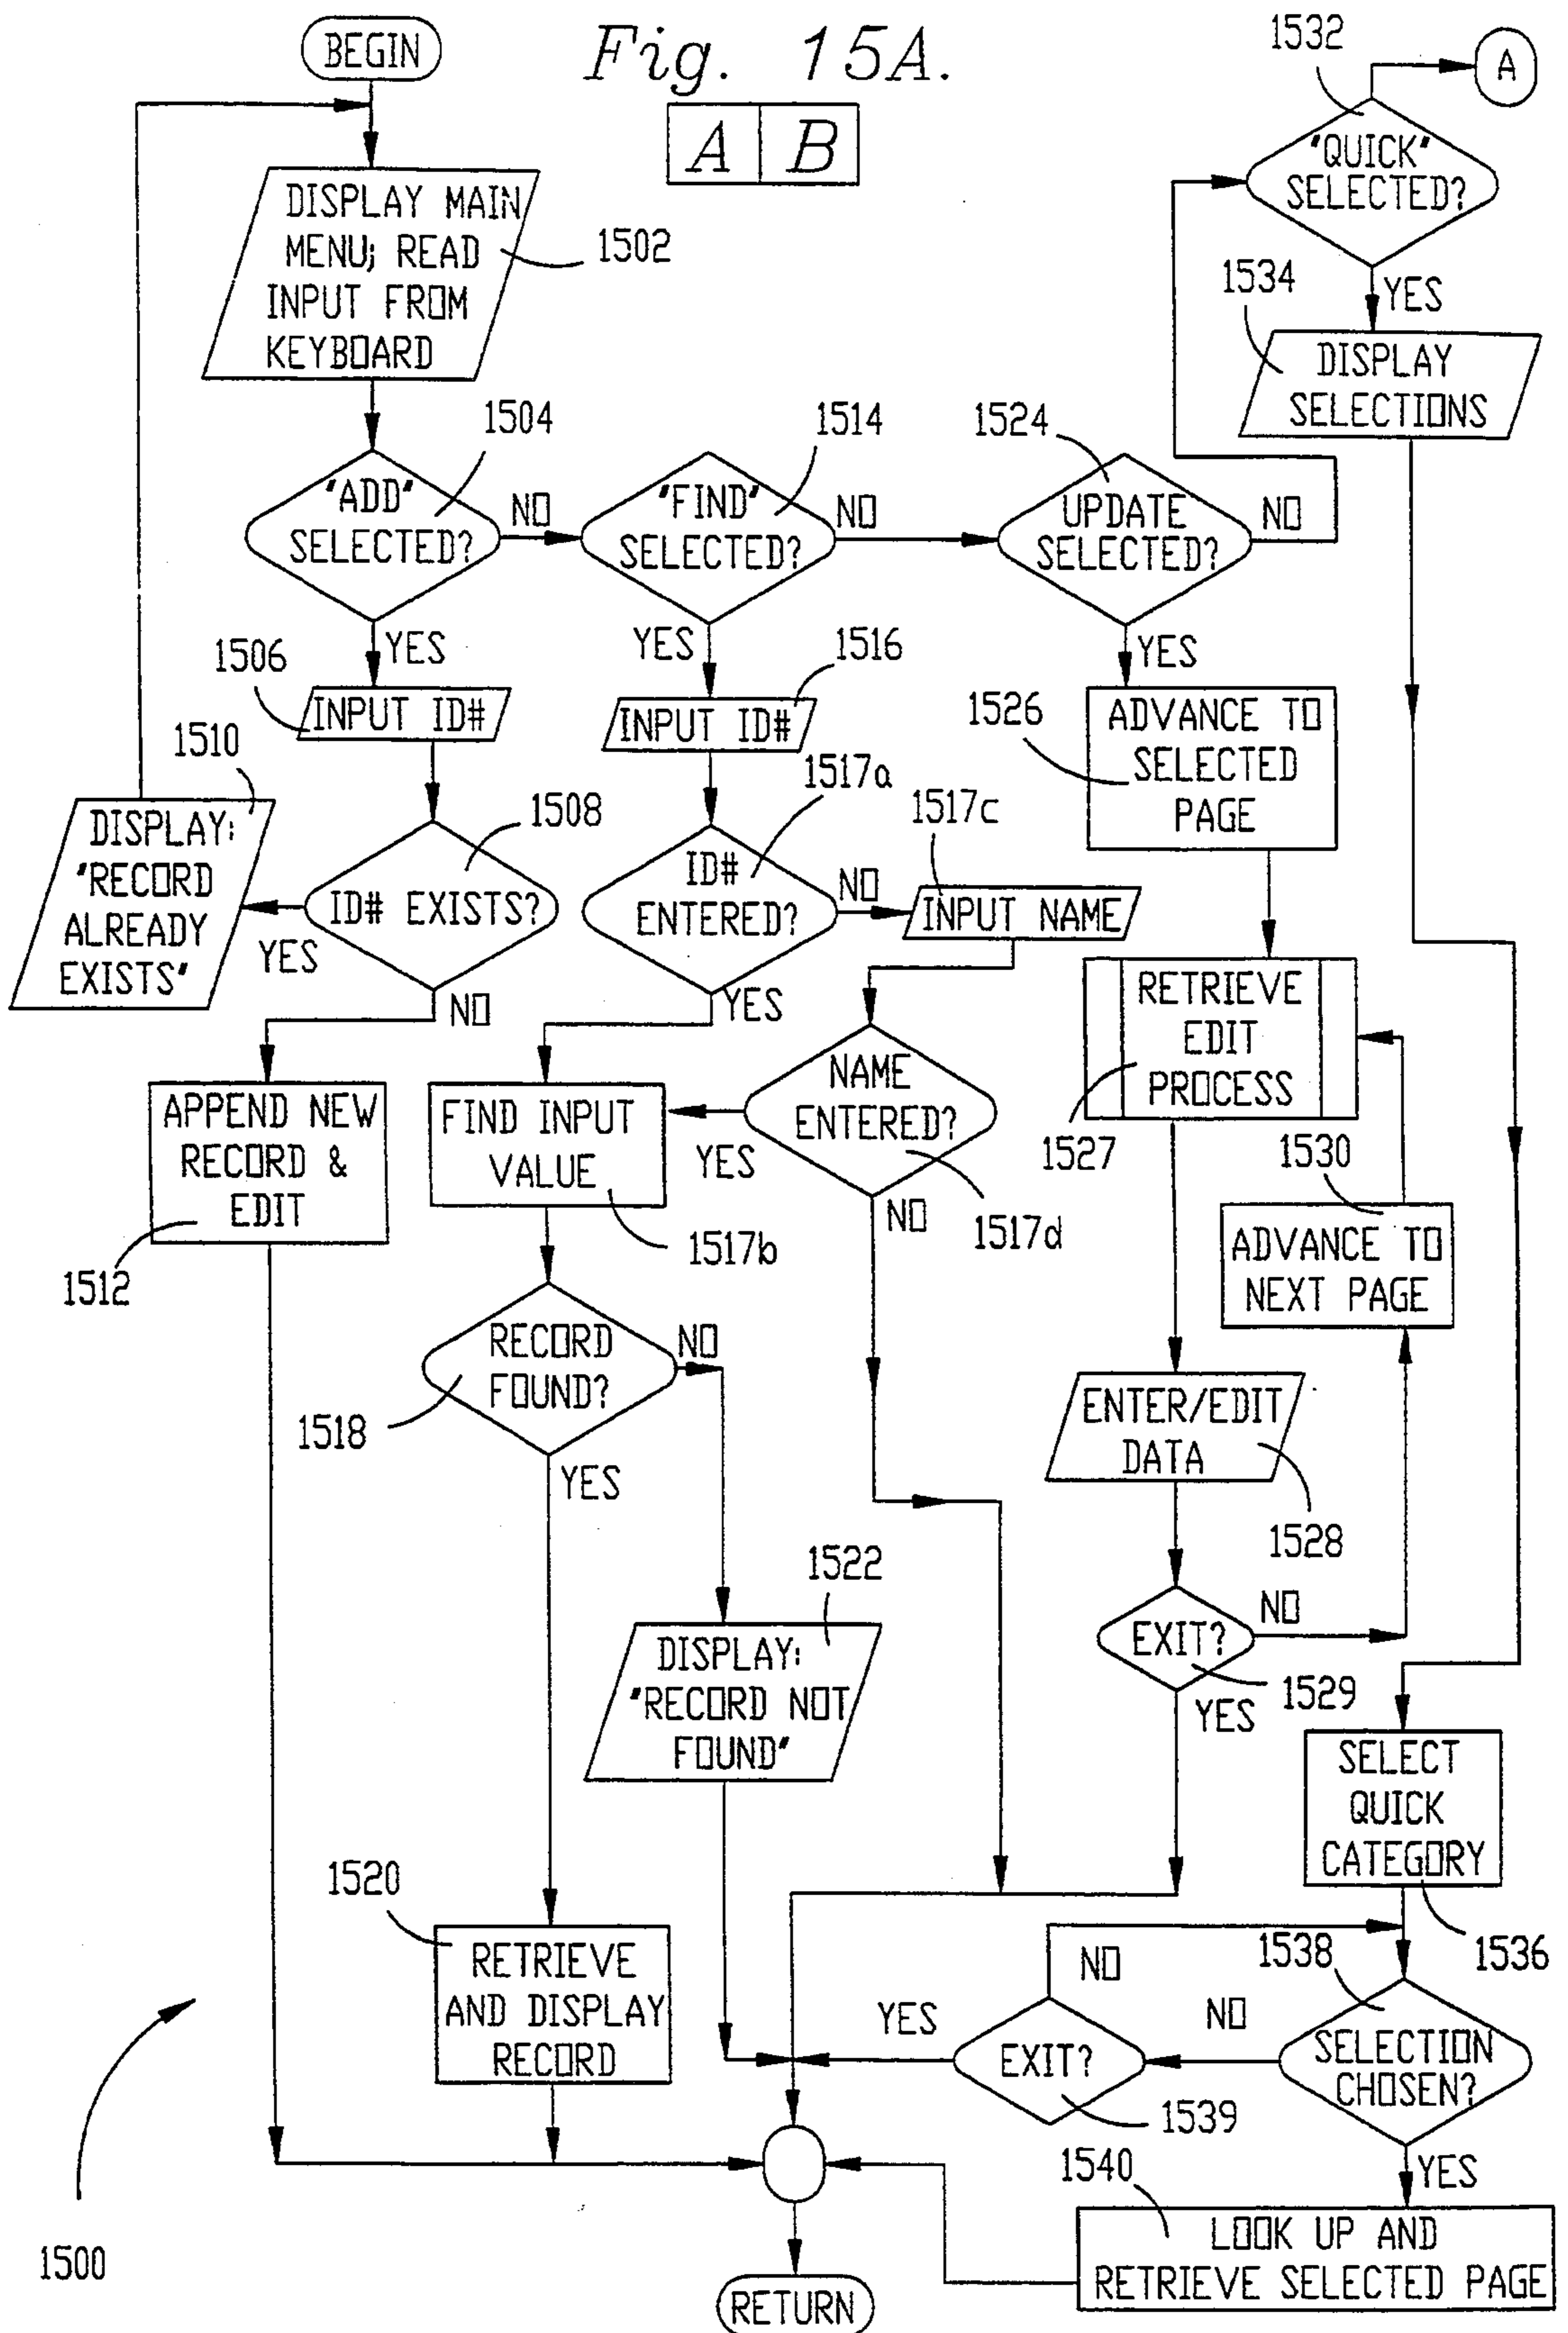 Fig. 15A.
A B
BEGIN
DISPLAY MAIN
MENU; READ
INPUT FROM
KEYBOARD
1502
1504
"ADD"
SELECTED?
NO
YES
1506
INPUT ID#
1508
ID# EXISTS?
YES
NO
1510
DISPLAY:
"RECORD
ALREADY
EXISTS"
APPEND NEW
RECORD &
EDIT
1512
1514
"FIND"
SELECTED?
NO
YES
1516
INPUT ID#
1517a
ID#
ENTERED?
NO
YES
1517c
INPUT NAME
NAME
ENTERED?
YES
NO
1517d
FIND INPUT
VALUE
1517b
RECORD
FOUND?
NO
YES
1518
1522
DISPLAY:
"RECORD NOT
FOUND"
1520
RETRIEVE
AND DISPLAY
RECORD
1524
UPDATE
SELECTED?
NO
YES
1526
ADVANCE TO
SELECTED
PAGE
RETRIEVE
EDIT
PROCESS
1527
1530
ADVANCE TO
NEXT PAGE
ENTER/EDIT
DATA
1528
EXIT?
NO
1529
YES
1532
A
"QUICK"
SELECTED?
YES
1534
DISPLAY
SELECTIONS
SELECT
QUICK
CATEGORY
1536
1538
SELECTION
CHOSEN?
NO
YES
EXIT?
NO
YES
1539
1540
LOOK UP AND
RETRIEVE SELECTED PAGE
RETURN
1500